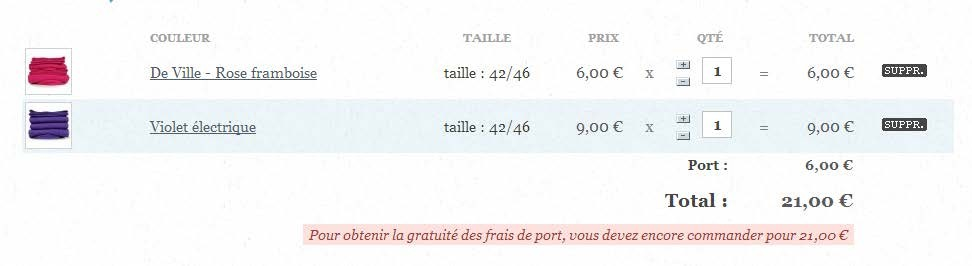 COULEUR TAILLE PRIX QTÉ TOTAL
De Ville - Rose framboise taille : 42/46 6,00 € x + - 1 = 6,00 € SUPPR.
Violet électrique taille : 42/46 9,00 € x + - 1 = 9,00 € SUPPR.
Port : 6,00 €
Total : 21,00 €
Pour obtenir la gratuité des frais de port, vous devez encore commander pour 21,00 €